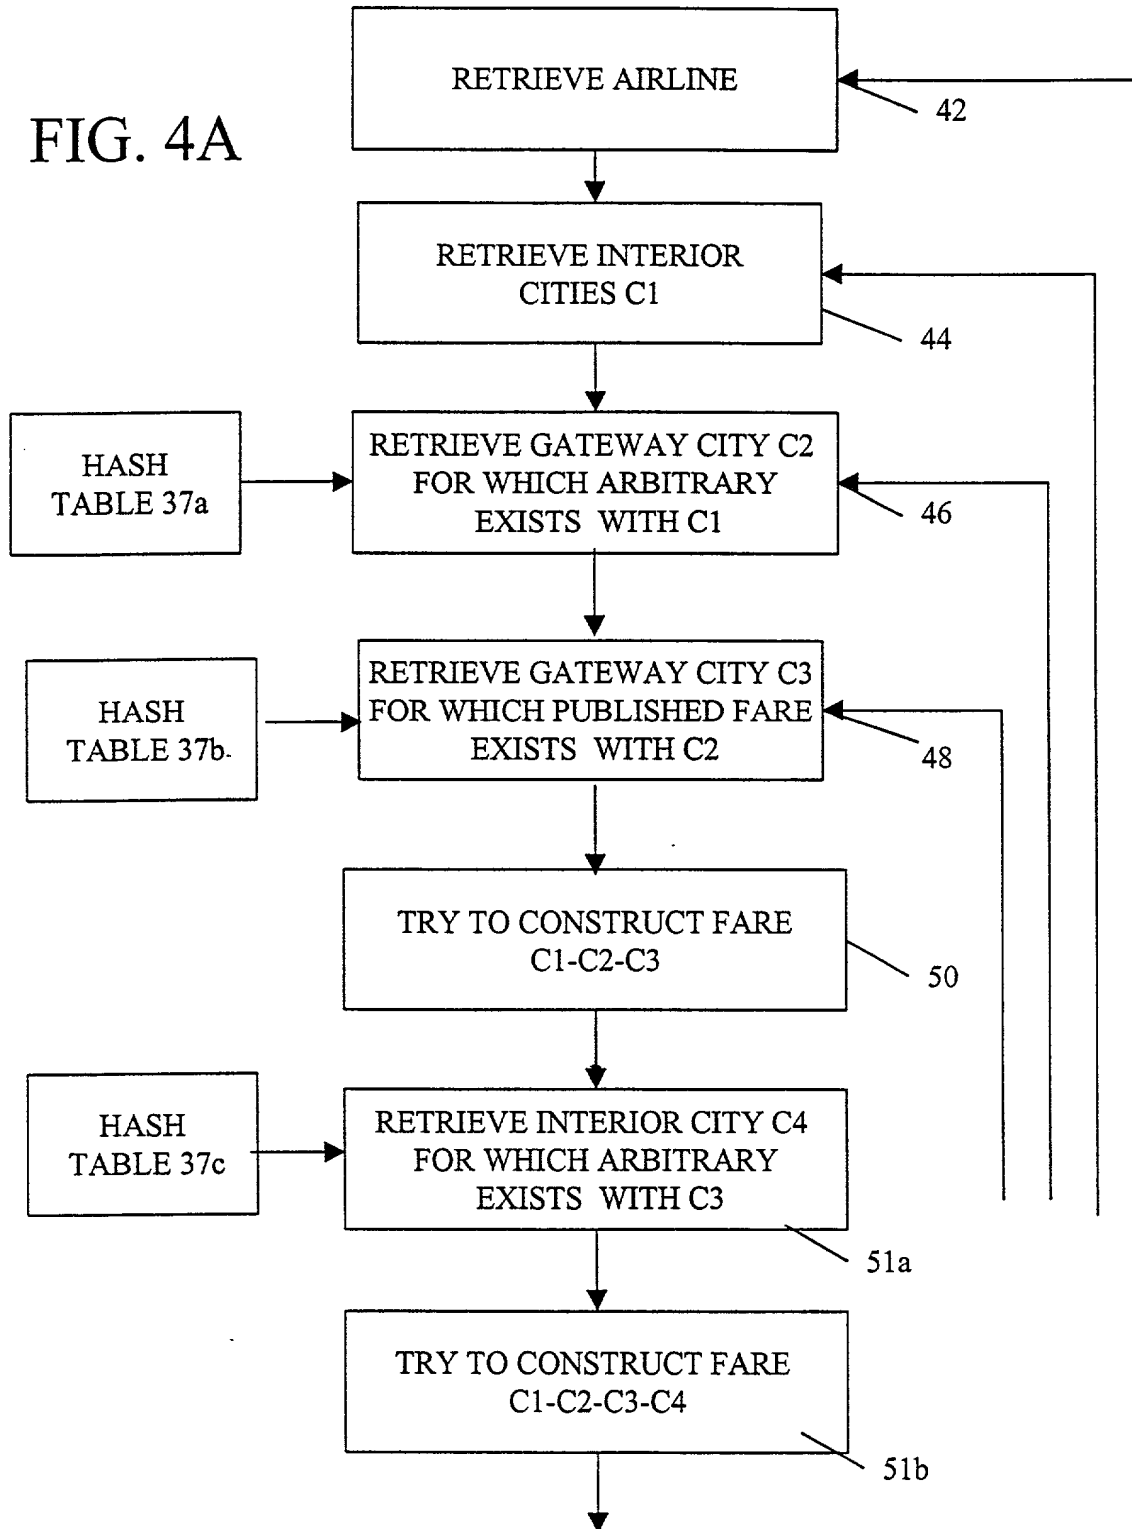 RETRIEVE AIRLINE
42
FIG. 4A
RETRIEVE INTERIOR
CITIES C1
44
HASH
TABLE 37a
RETRIEVE GATEWAY CITY C2
FOR WHICH ARBITRARY
EXISTS WITH C1
46
HASH
TABLE 37b
RETRIEVE GATEWAY CITY C3
FOR WHICH PUBLISHED FARE
EXISTS WITH C2
48
TRY TO CONSTRUCT FARE
C1-C2-C3
50
HASH
TABLE 37c
RETRIEVE INTERIOR CITY C4
FOR WHICH ARBITRARY
EXISTS WITH C3
51a
TRY TO CONSTRUCT FARE
C1-C2-C3-C4
51b